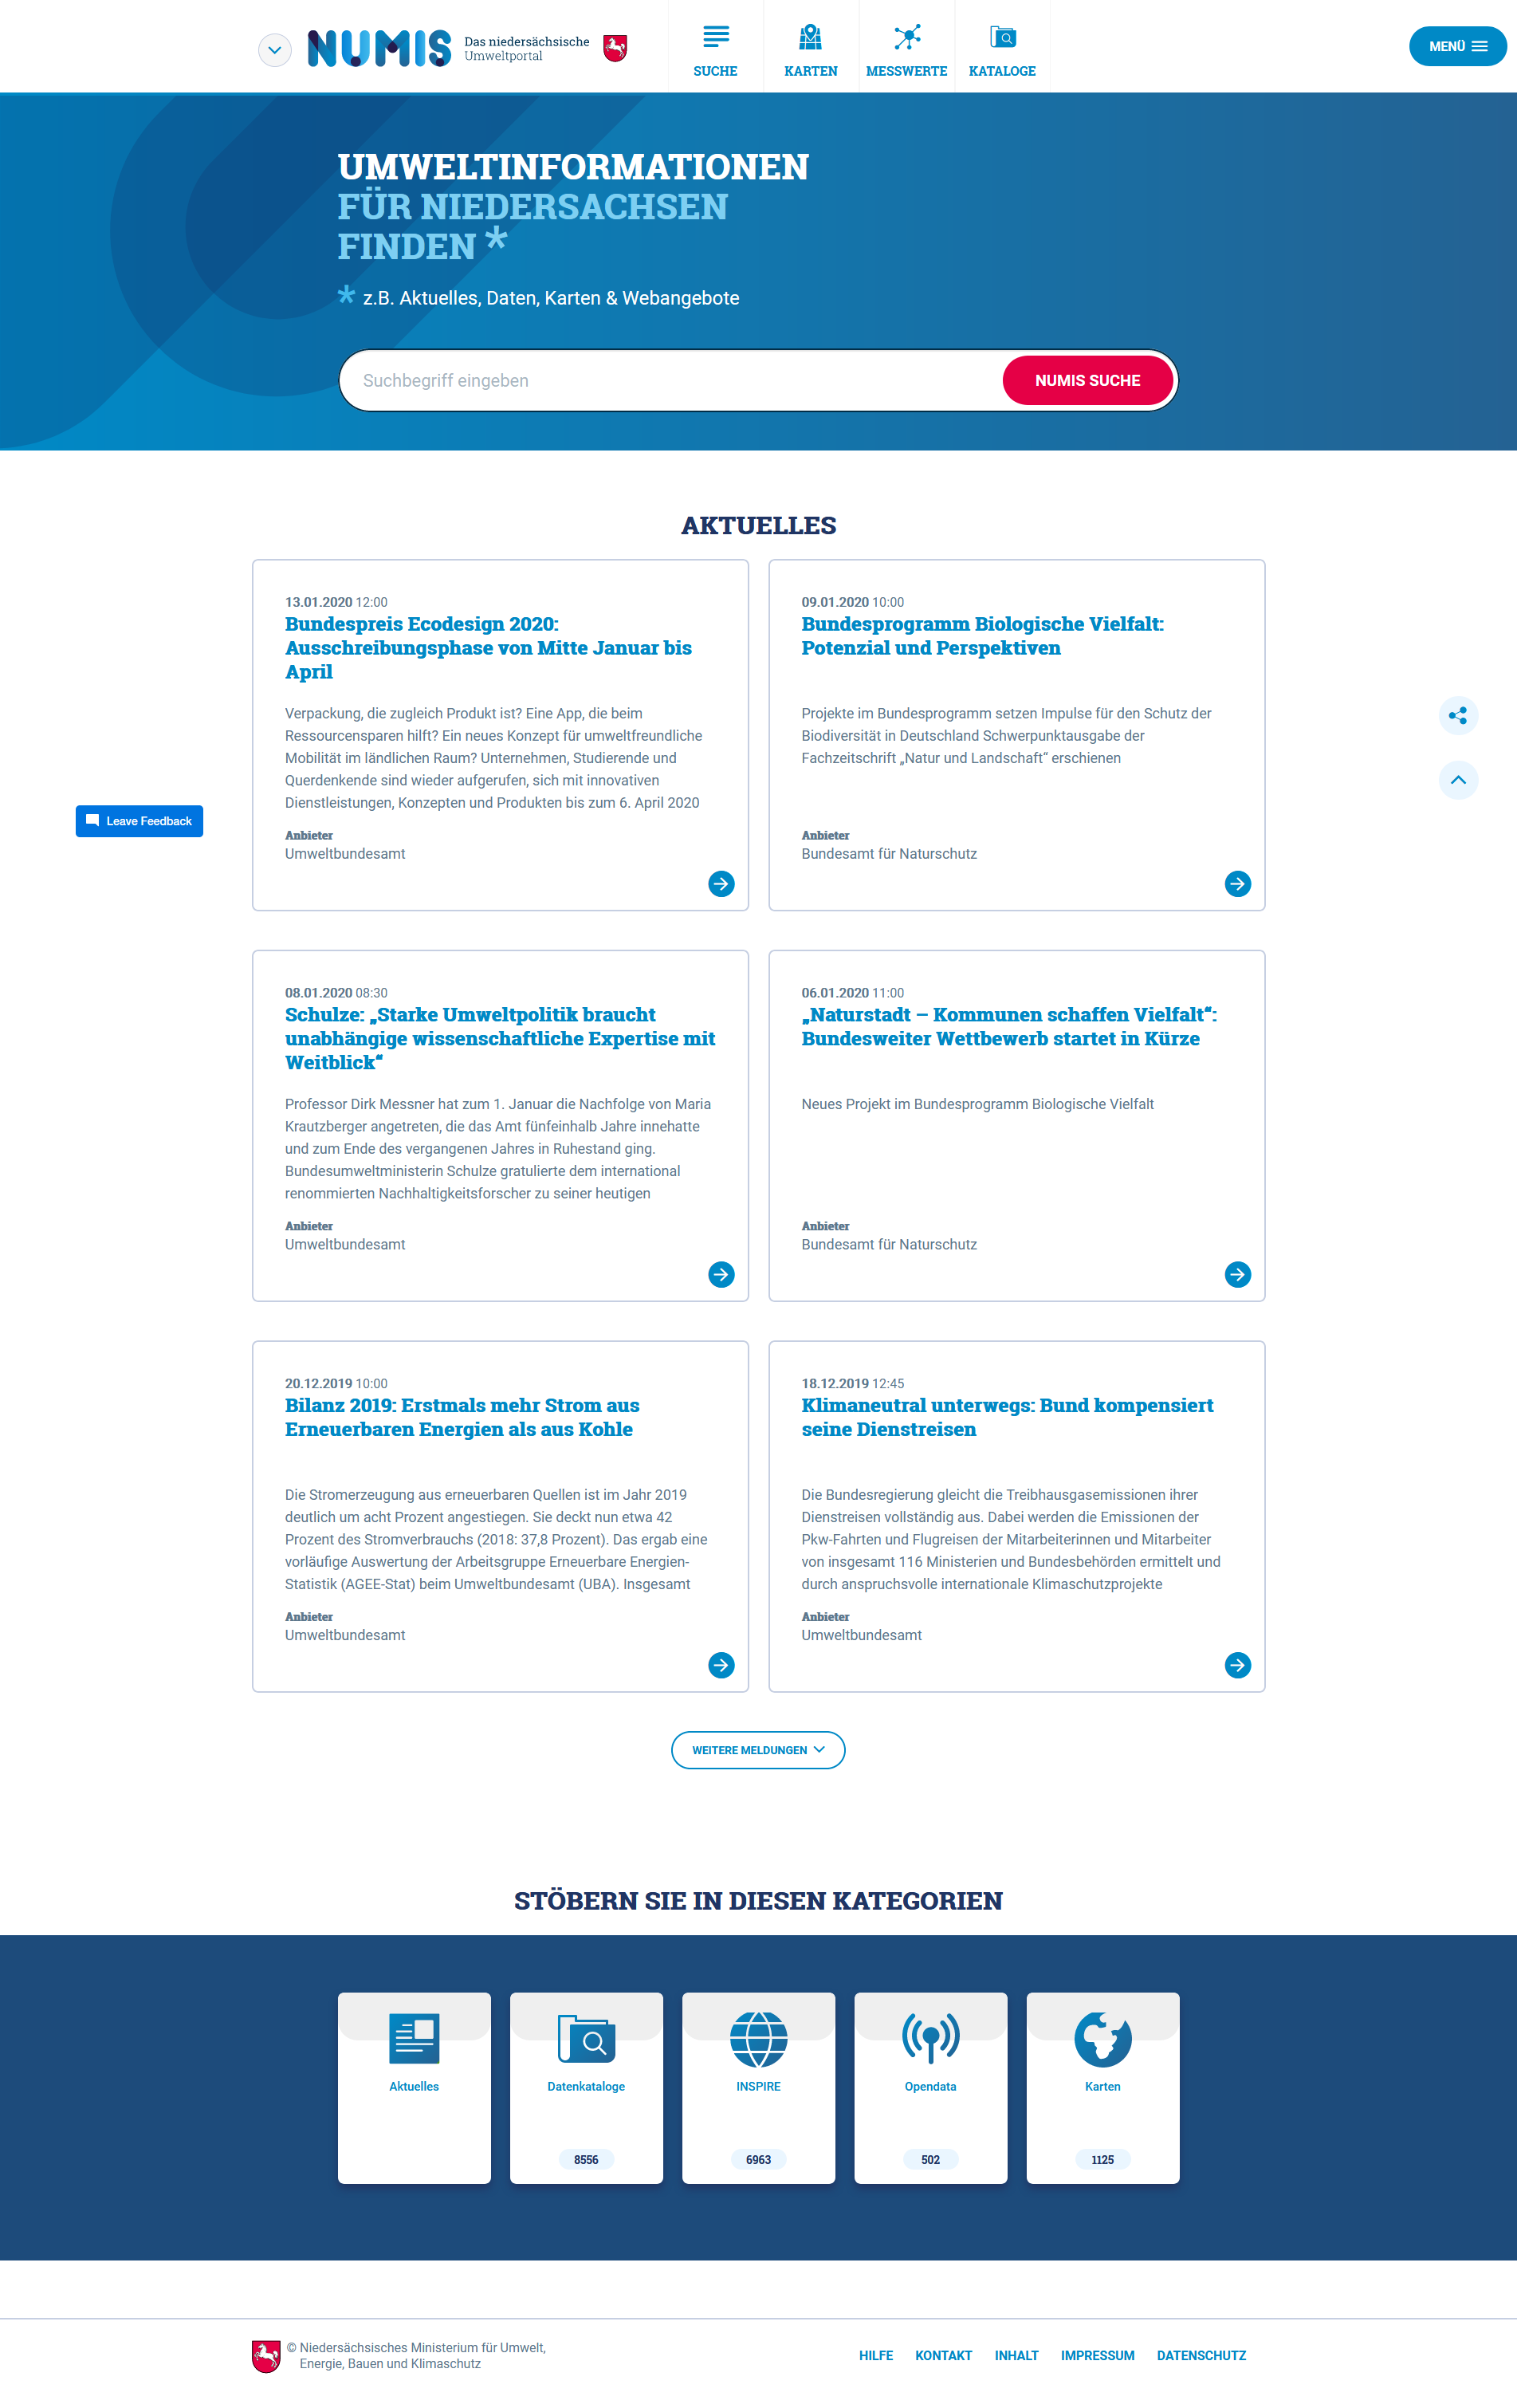 NUMIS
Das niedersächsische
Umweltportal
SUCHE
KARTEN
MESSWERTE
KATALOGE
MENÜ
UMWELTINFORMATIONEN
FÜR NIEDERSACHSEN
FINDEN *
* z.B. Aktuelles, Daten, Karten & Webangebote
Suchbegriff eingeben
NUMIS SUCHE
AKTUELLES
13.01.2020 12:00
Bundespreis Ecodesign 2020:
Ausschreibungsphase von Mitte Januar bis
April
Verpackung, die zugleich Produkt ist? Eine App, die beim
Ressourcensparen hilft? Ein neues Konzept für umweltfreundliche
Mobilität im ländlichen Raum? Unternehmen, Studierende und
Querdenkende sind wieder aufgerufen, sich mit innovativen
Dienstleistungen, Konzepten und Produkten bis zum 6. April 2020
Anbieter
Umweltbundesamt
09.01.2020 10:00
Bundesprogramm Biologische Vielfalt:
Potenzial und Perspektiven
Projekte im Bundesprogramm setzen Impulse für den Schutz der
Biodiversität in Deutschland Schwerpunktausgabe der
Fachzeitschrift „Natur und Landschaft“ erschienen
Anbieter
Bundesamt für Naturschutz
Leave Feedback
08.01.2020 08:30
Schulze: „Starke Umweltpolitik braucht
unabhängige wissenschaftliche Expertise mit
Weitblick“
Professor Dirk Messner hat zum 1. Januar die Nachfolge von Maria
Krautzberger angetreten, die das Amt fünfeinhalb Jahre innehatte
und zum Ende des vergangenen Jahres in Ruhestand ging.
Bundesumweltministerin Schulze gratulierte dem international
renommierten Nachhaltigkeitsforscher zu seiner heutigen
Anbieter
Umweltbundesamt
06.01.2020 11:00
„Naturstadt – Kommunen schaffen Vielfalt“:
Bundesweiter Wettbewerb startet in Kürze
Neues Projekt im Bundesprogramm Biologische Vielfalt
Anbieter
Bundesamt für Naturschutz
20.12.2019 10:00
Bilanz 2019: Erstmals mehr Strom aus
Erneuerbaren Energien als aus Kohle
Die Stromerzeugung aus erneuerbaren Quellen ist im Jahr 2019
deutlich um acht Prozent angestiegen. Sie deckt nun etwa 42
Prozent des Stromverbrauchs (2018: 37,8 Prozent). Das ergab eine
vorläufige Auswertung der Arbeitsgruppe Erneuerbare Energien-
Statistik (AGEE-Stat) beim Umweltbundesamt (UBA). Insgesamt
Anbieter
Umweltbundesamt
18.12.2019 12:45
Klimaneutral unterwegs: Bund kompensiert
seine Dienstreisen
Die Bundesregierung gleicht die Treibhausgasemissionen ihrer
Dienstreisen vollständig aus. Dabei werden die Emissionen der
Pkw-Fahrten und Flugreisen der Mitarbeiterinnen und Mitarbeiter
von insgesamt 116 Ministerien und Bundesbehörden ermittelt und
durch anspruchsvolle internationale Klimaschutzprojekte
Anbieter
Umweltbundesamt
WEITERE MELDUNGEN
STÖBERN SIE IN DIESEN KATEGORIEN
Aktuelles
Datenkataloge
8556
INSPIRE
6963
Opendata
502
Karten
1125
© Niedersächsisches Ministerium für Umwelt,
Energie, Bauen und Klimaschutz
HILFE
KONTAKT
INHALT
IMPRESSUM
DATENSCHUTZ